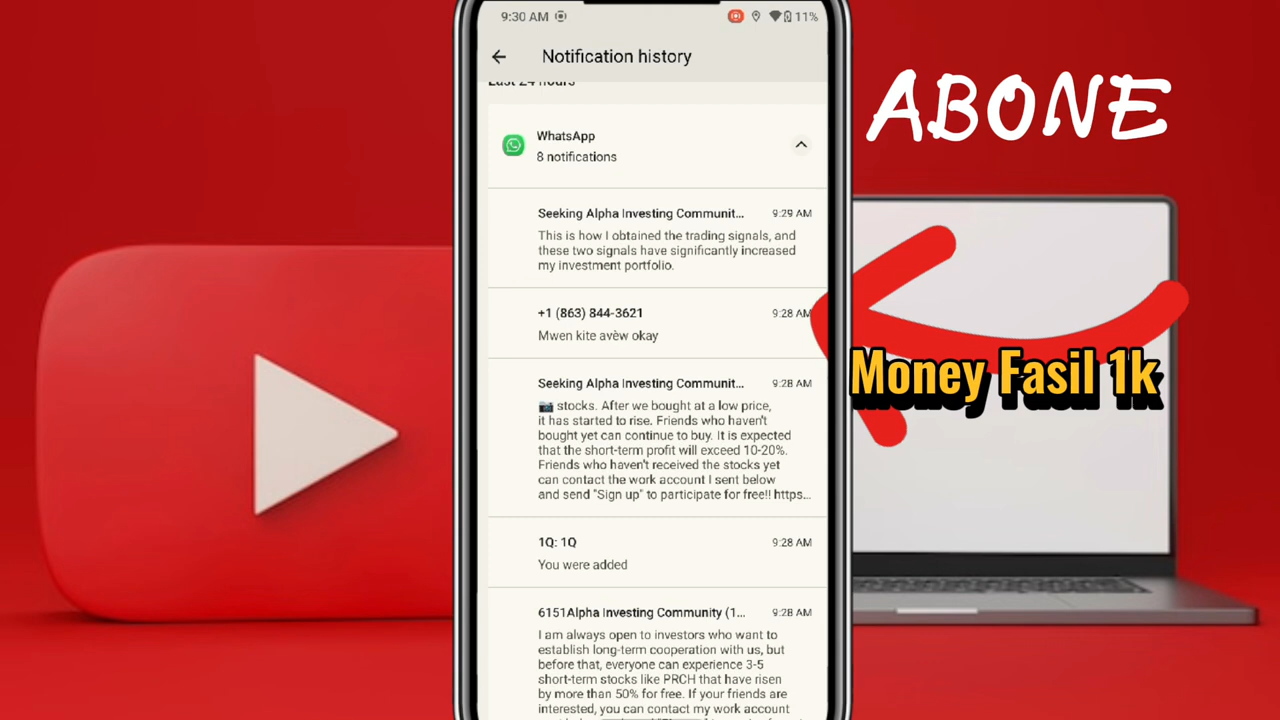 9:30 AM
11%
Notification history
Last 24 hours
WhatsApp
8 notifications
Seeking Alpha Investing Communit... 9:29 AM
This is how I obtained the trading signals, and
these two signals have significantly increased
my investment portfolio.
+1 (863) 844-3621 9:28 AM
Mwen kite avèw okay
Seeking Alpha Investing Communit... 9:28 AM
📷 stocks. After we bought at a low price,
it has started to rise. Friends who haven't
bought yet can continue to buy. It is expected
that the short-term profit will exceed 10-20%.
Friends who haven't received the stocks yet
can contact the work account I sent below
and send "Sign up" to participate for free!! https...
1Q: 1Q 9:28 AM
You were added
6151Alpha Investing Community (1... 9:28 AM
I am always open to investors who want to
establish long-term cooperation with us, but
before that, everyone can experience 3-5
short-term stocks like PRCH that have risen
by more than 50% for free. If your friends are
interested, you can contact my work account
ABONE
Money Fasil 1k